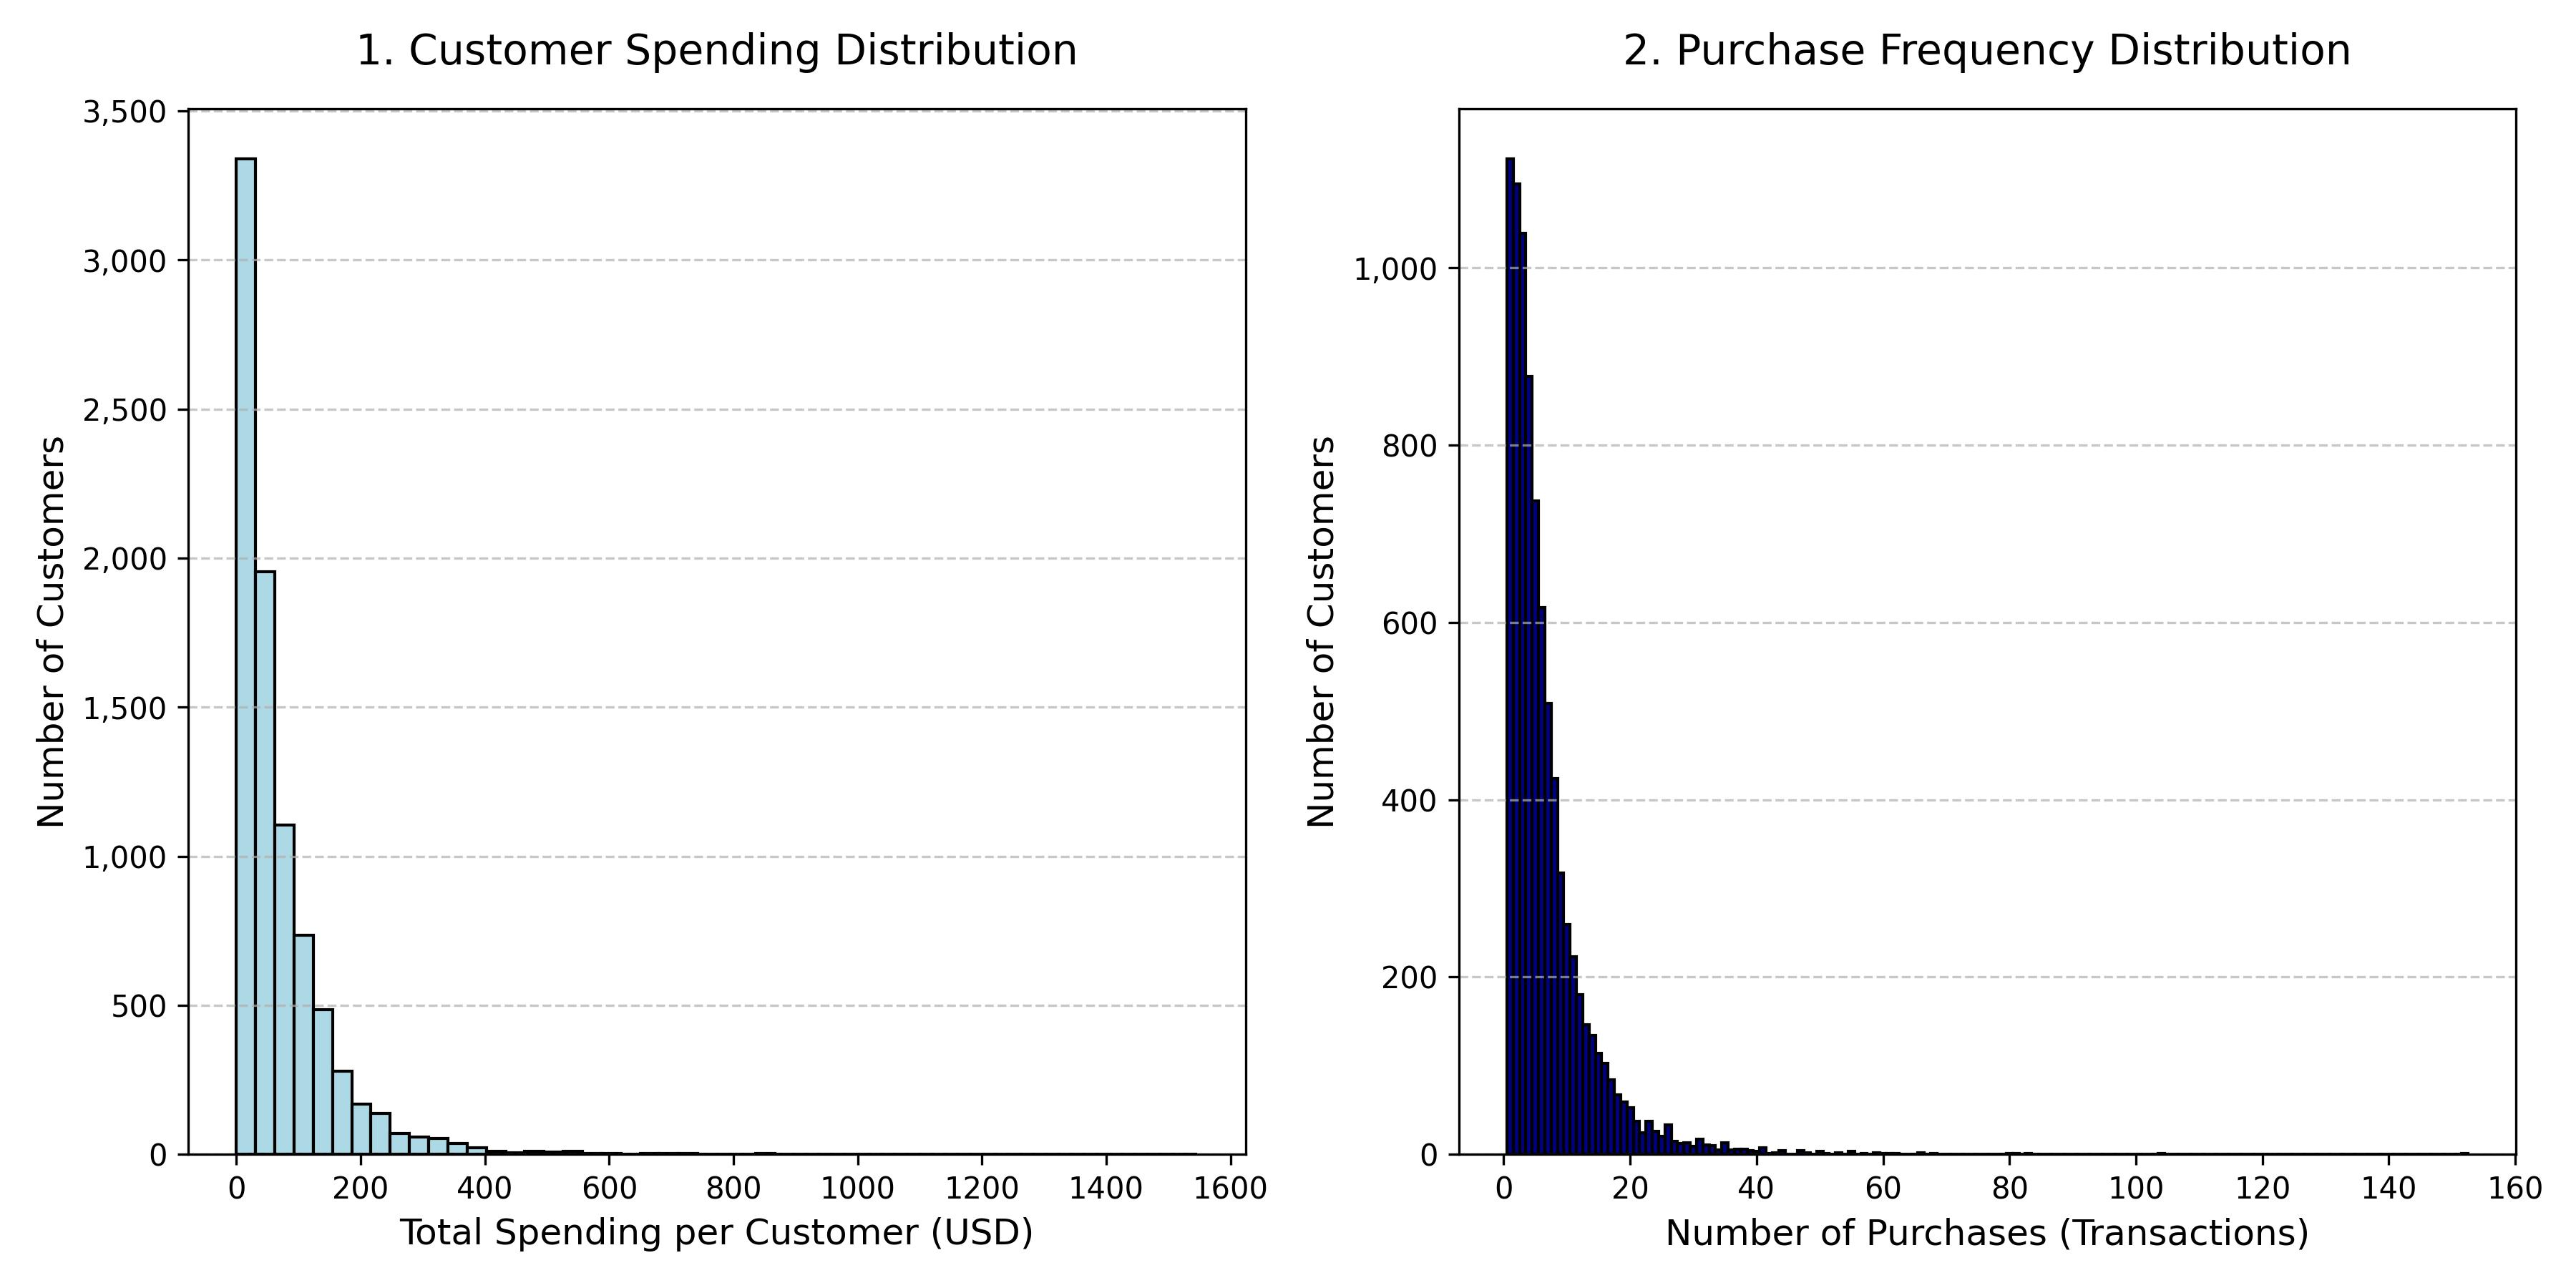 1. Customer Spending Distribution
3,500
3,000
2,500
2,000
1,500
1,000
500
0
Number of Customers
0 200 400 600 800 1000 1200 1400 1600
Total Spending per Customer (USD)
2. Purchase Frequency Distribution
1,000
800
600
400
200
0
Number of Customers
0 20 40 60 80 100 120 140 160
Number of Purchases (Transactions)